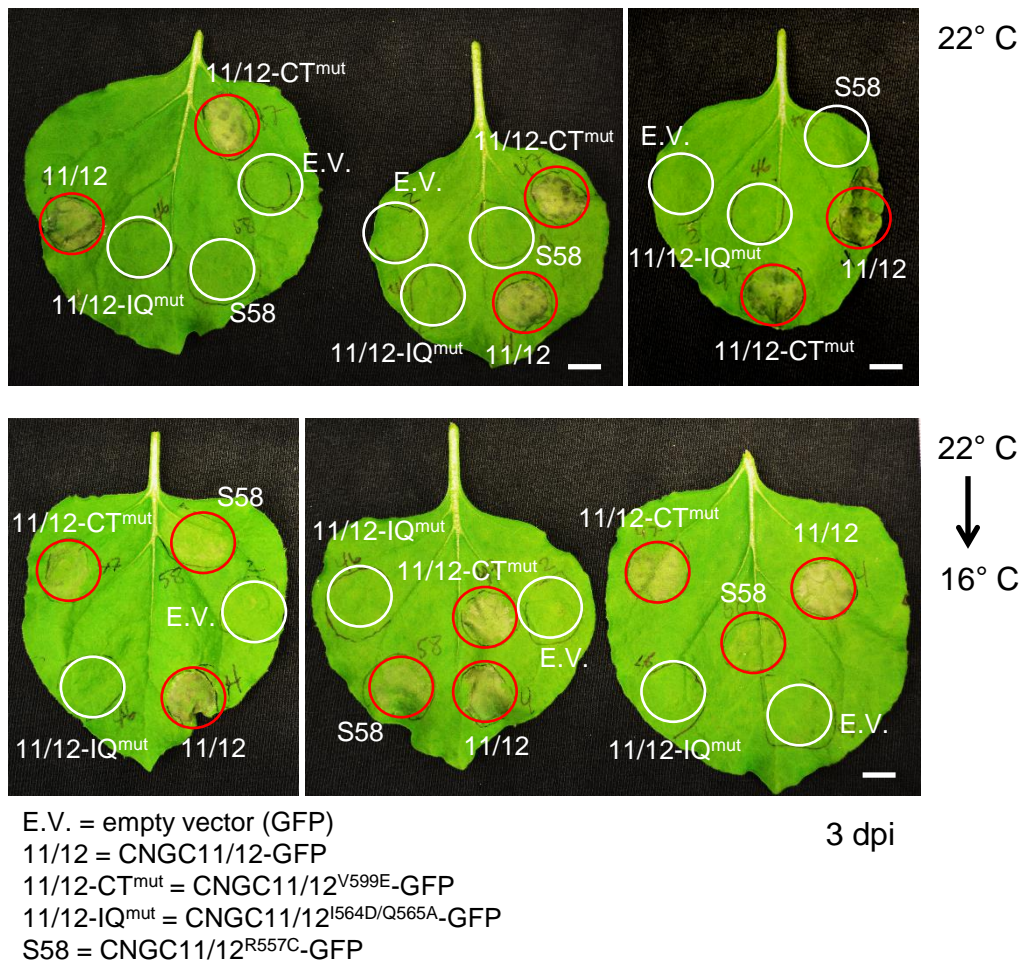 22° C
11/12-CTmut
11/12
E.V.
11/12-IQmut
S58
11/12-CTmut
E.V.
S58
11/12-IQmut
11/12
S58
E.V.
11/12-IQmut
11/12
11/12-CTmut
22° C
16° C
S58
11/12-CTmut
E.V.
11/12-IQmut
11/12
11/12-IQmut
11/12-CTmut
E.V.
S58
11/12
11/12-CTmut
11/12
S58
11/12-IQmut
E.V.
E.V. = empty vector (GFP)
3 dpi
11/12 = CNGC11/12-GFP
11/12-CTmut = CNGC11/12V599E-GFP
11/12-IQmut = CNGC11/12I564D/Q565A-GFP
S58 = CNGC11/12R557C-GFP